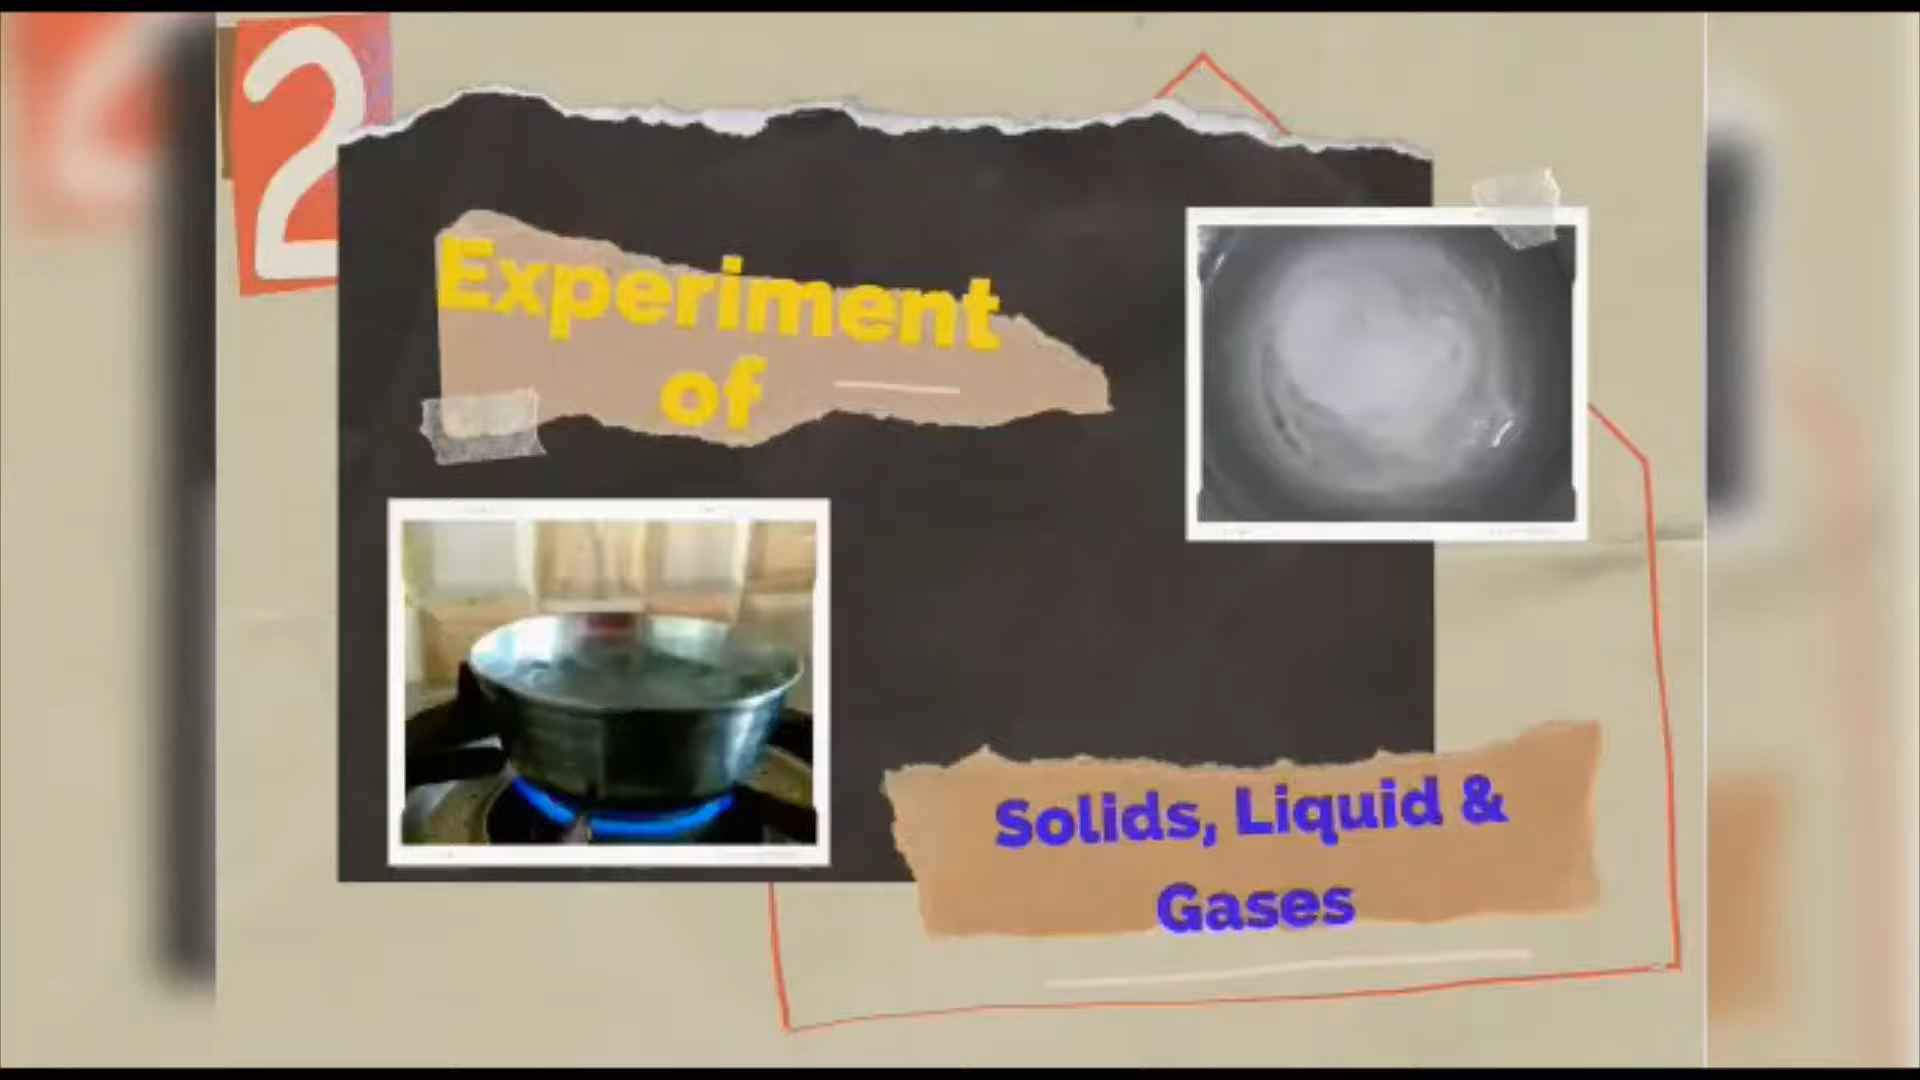 2
Experiment
of
Solids, Liquid &
Gases